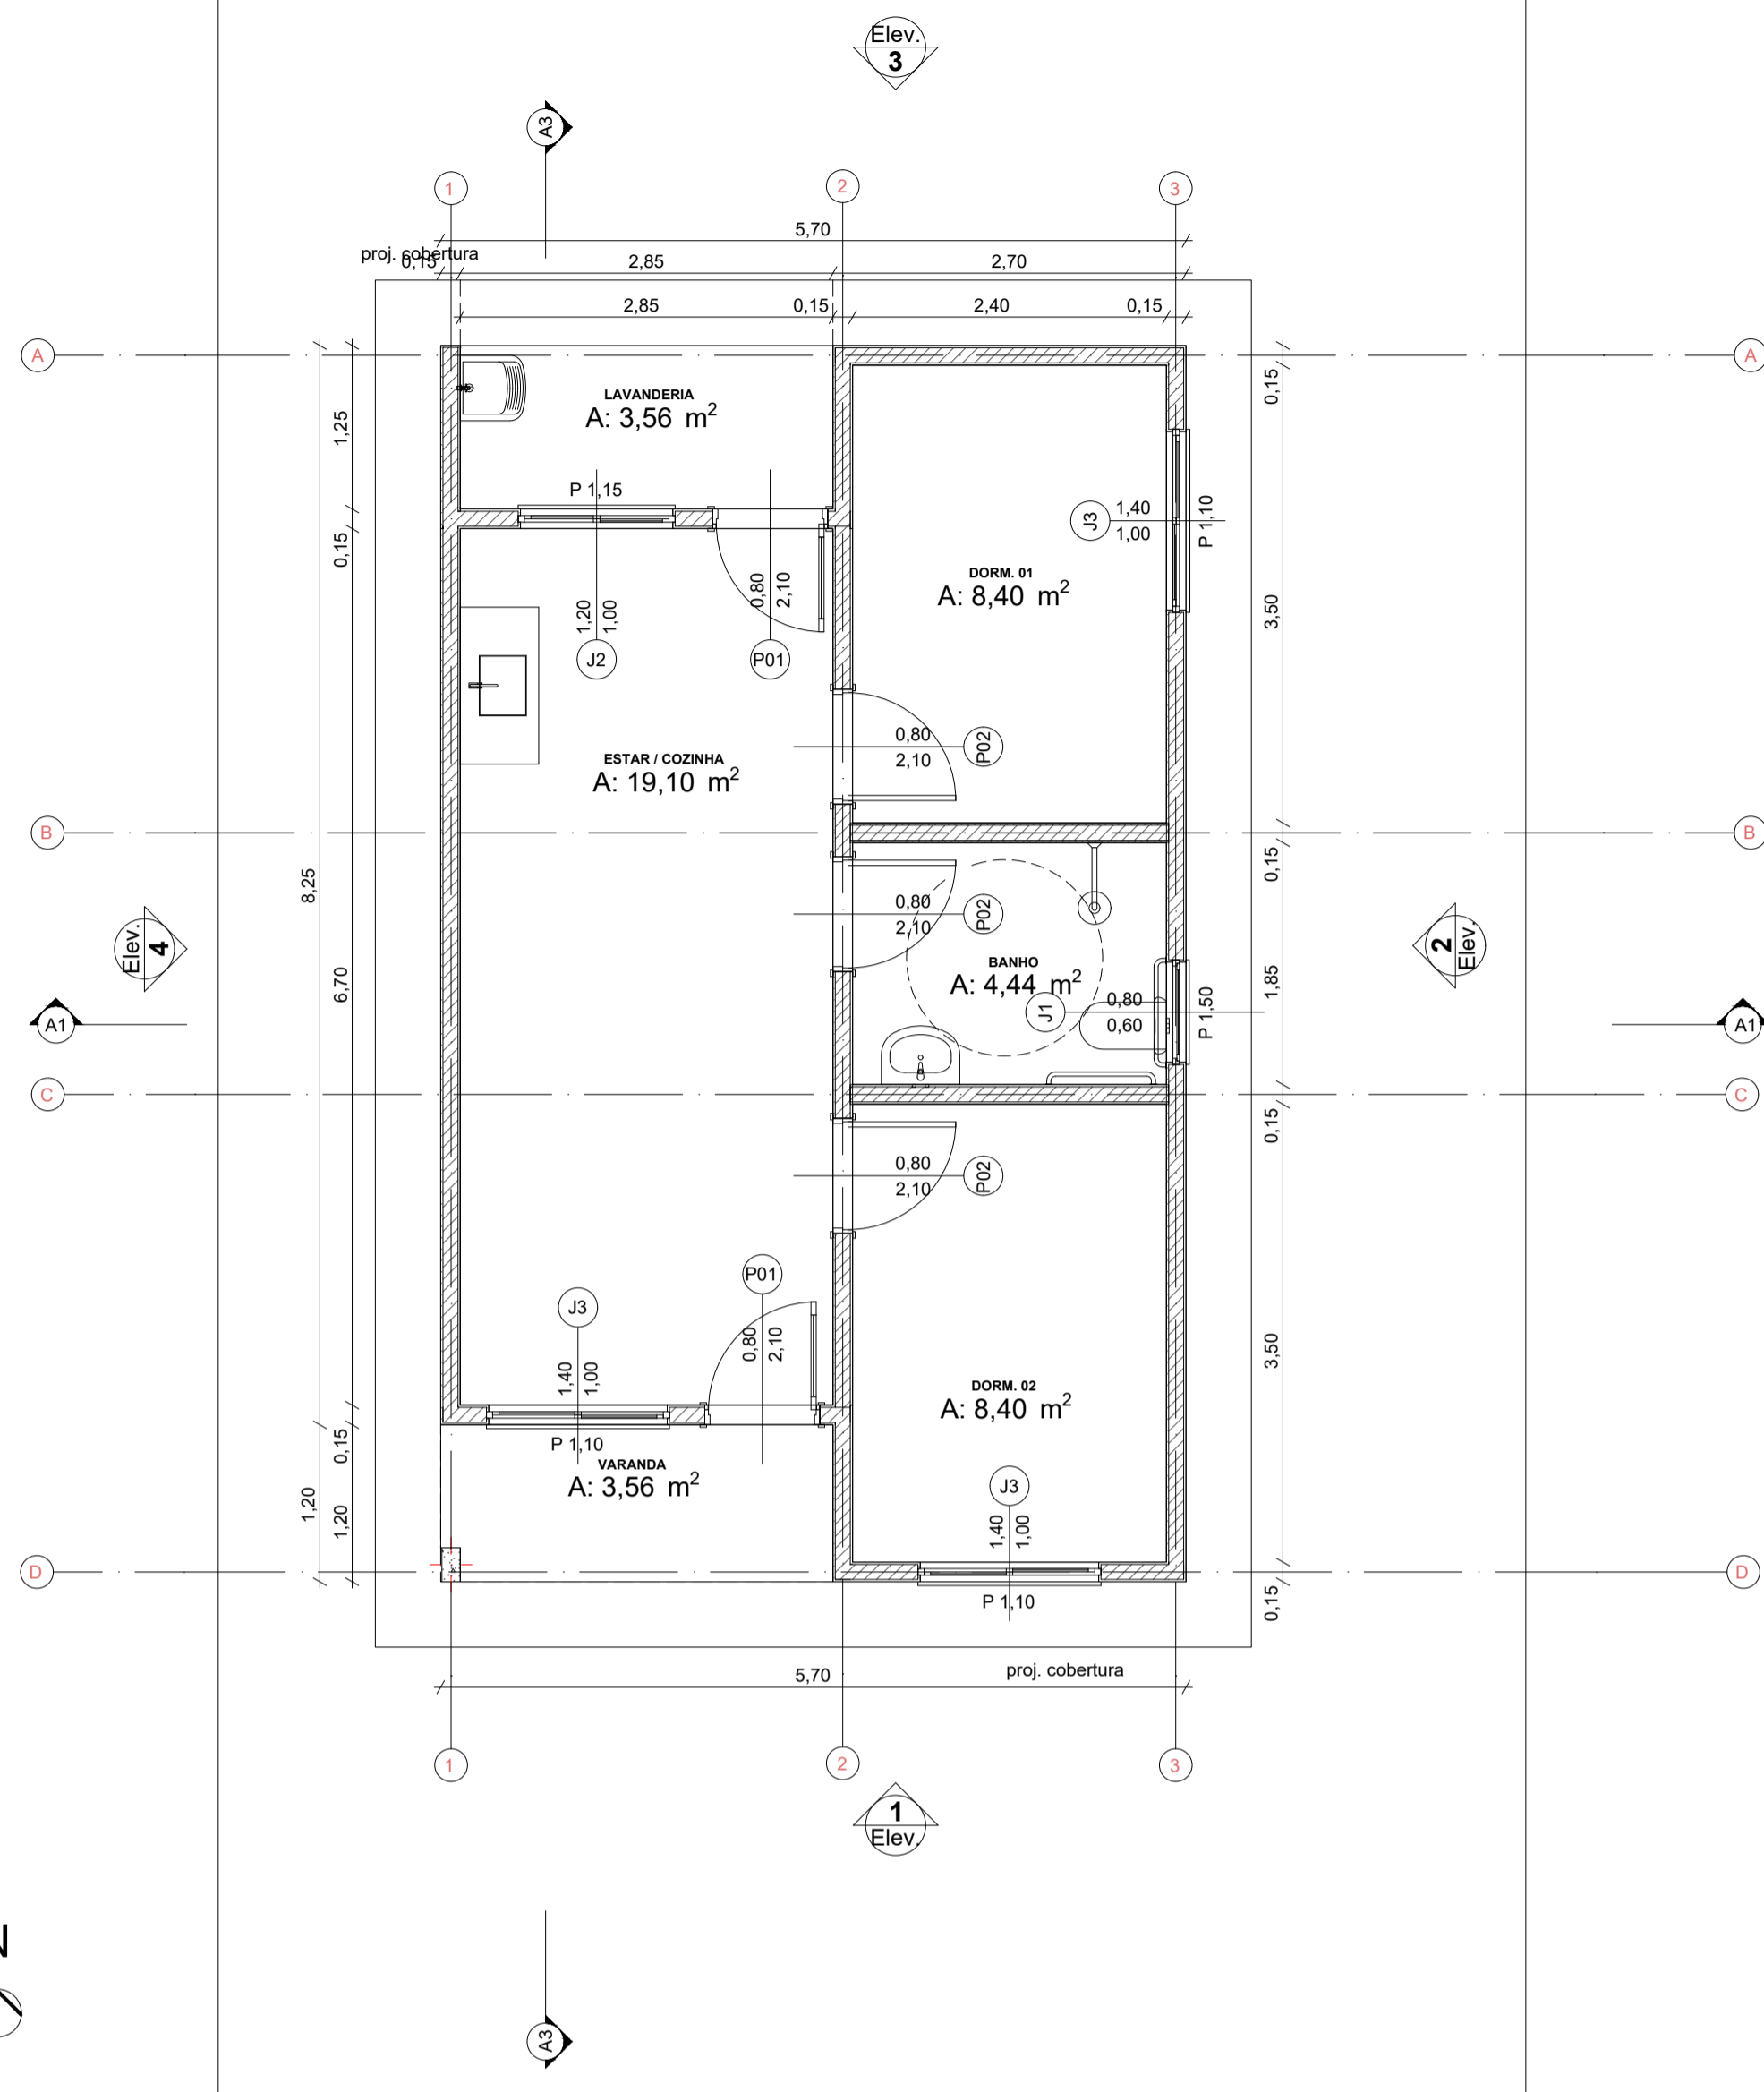 Elev.
3
A3
1
2
3
5,70
proj. cobertura
0,15
2,85
2,70
2,85
0,15
2,40
0,15
A
A
LAVANDERIA
A: 3,56 m²
0,15
1,25
P 1,15
J3
1,40
1,00
P 1,10
0,15
DORM. 01
A: 8,40 m²
0,80
2,10
1,20
1,00
3,50
J2
P01
0,80
2,10
P02
ESTAR / COZINHA
A: 19,10 m²
B
B
0,15
8,25
0,80
2,10
P02
Elev.
4
2
Elev.
BANHO
A: 4,44 m²
6,70
1,85
J1
0,80
0,60
P 1,50
A1
A1
C
C
0,15
0,80
2,10
P02
P01
J3
0,80
2,10
1,40
1,00
3,50
DORM. 02
A: 8,40 m²
P 1,10
0,15
VARANDA
A: 3,56 m²
J3
1,20
1,20
1,40
1,00
D
D
P 1,10
0,15
proj. cobertura
5,70
1
2
3
1
Elev.
N
A3